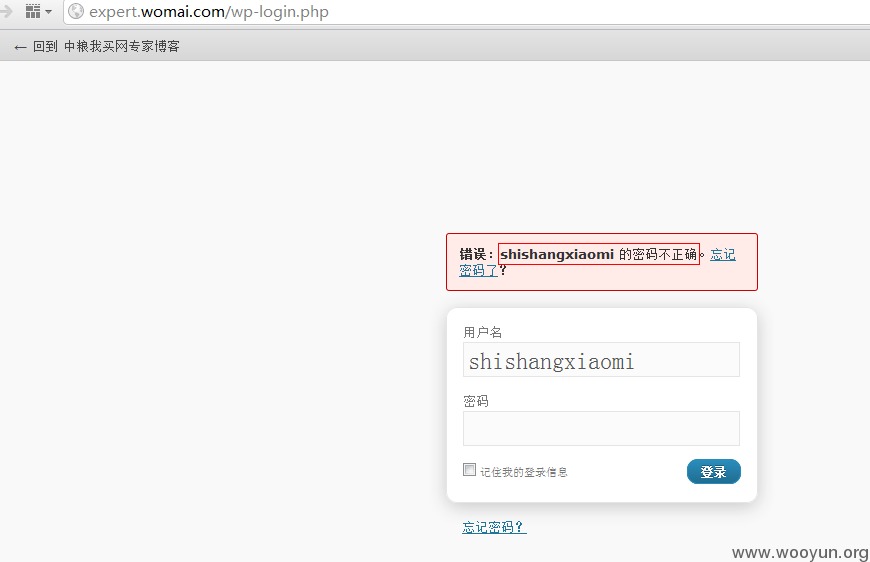 expert.womai.com/wp-login.php
← 回到 中粮我买网专家博客
错误：shishangxiaomi 的密码不正确。忘记
密码了？
用户名
shishangxiaomi
密码
记住我的登录信息
登录
忘记密码？
www.wooyun.org